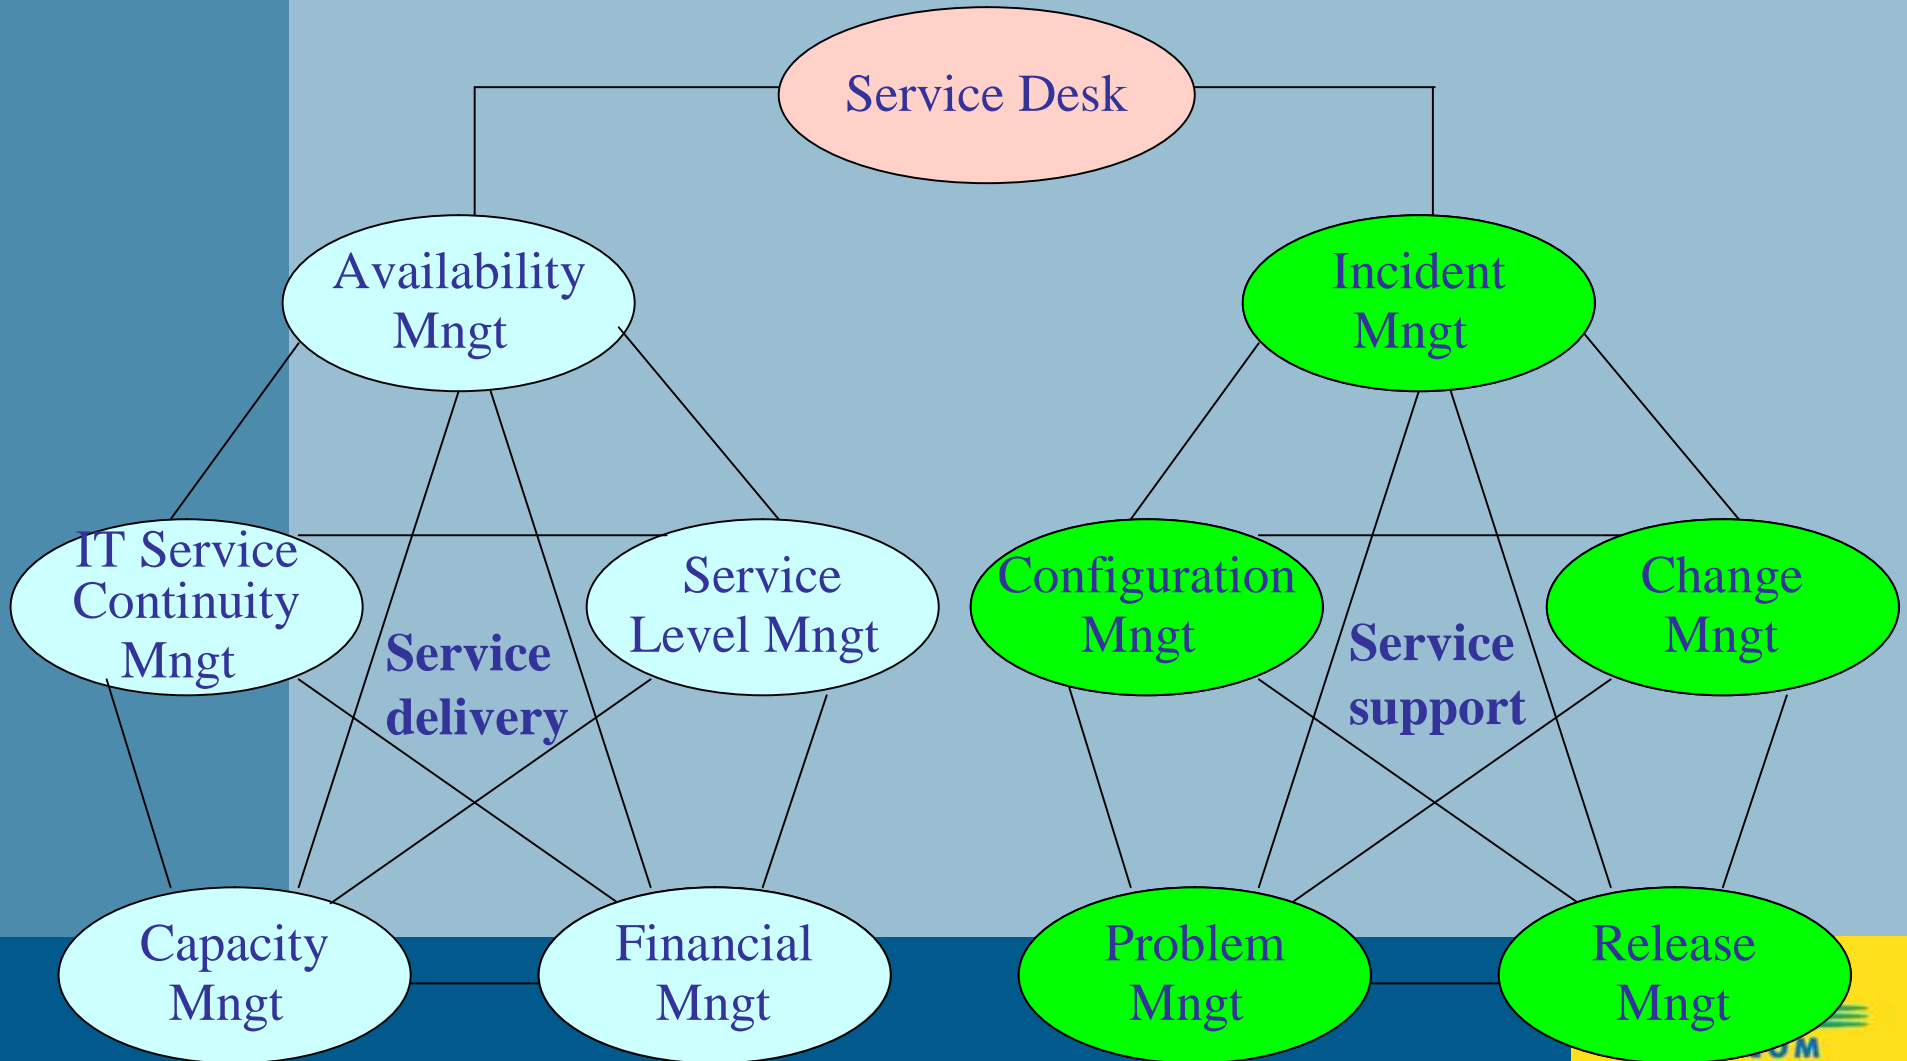 Service Desk
Availability
Mngt
Incident
Mngt
IT Service
Continuity
Mngt
Service
Level Mngt
Configuration
Mngt
Change
Mngt
Service
delivery
Service
support
Capacity
Mngt
Financial
Mngt
Problem
Mngt
Release
Mngt